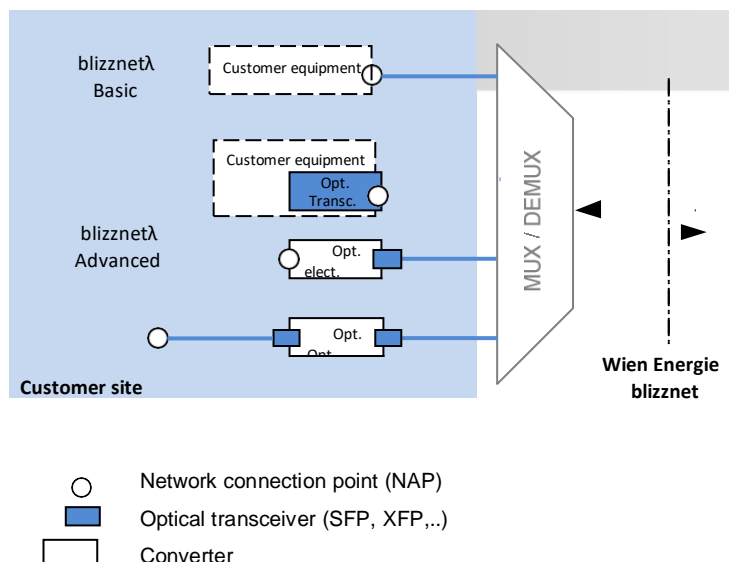 blizznetλ
Basic
Customer equipment
Customer equipment
Opt.
Transc.
blizznetλ
Advanced
Opt.
elect.
Opt.
Opt
MUX / DEMUX
Customer site
Wien Energie
blizznet
Network connection point (NAP)
Optical transceiver (SFP, XFP,..)
Converter